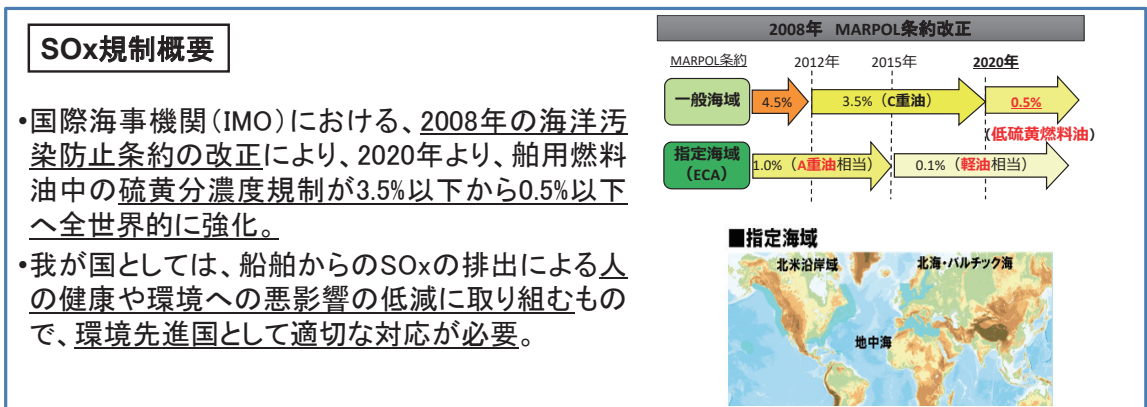 SOx規制概要
•国際海事機関(IMO)における、2008年の海洋汚
染防止条約の改正により、2020年より、舶用燃料
油中の硫黄分濃度規制が3.5%以下から0.5%以下
へ全世界的に強化。
•我が国としては、船舶からのSOxの排出による人
の健康や環境への悪影響の低減に取り組むもの
で、環境先進国として適切な対応が必要。
2008年 MARPOL条約改正
MARPOL条約 2012年 2015年 2020年
一般海域 4.5% 3.5%(C重油) 0.5%
(低硫黄燃料油)
指定海域
(ECA)
1.0%(A重油相当) 0.1%(軽油相当)
■指定海域
北米沿岸域 北海・バルチック海
地中海